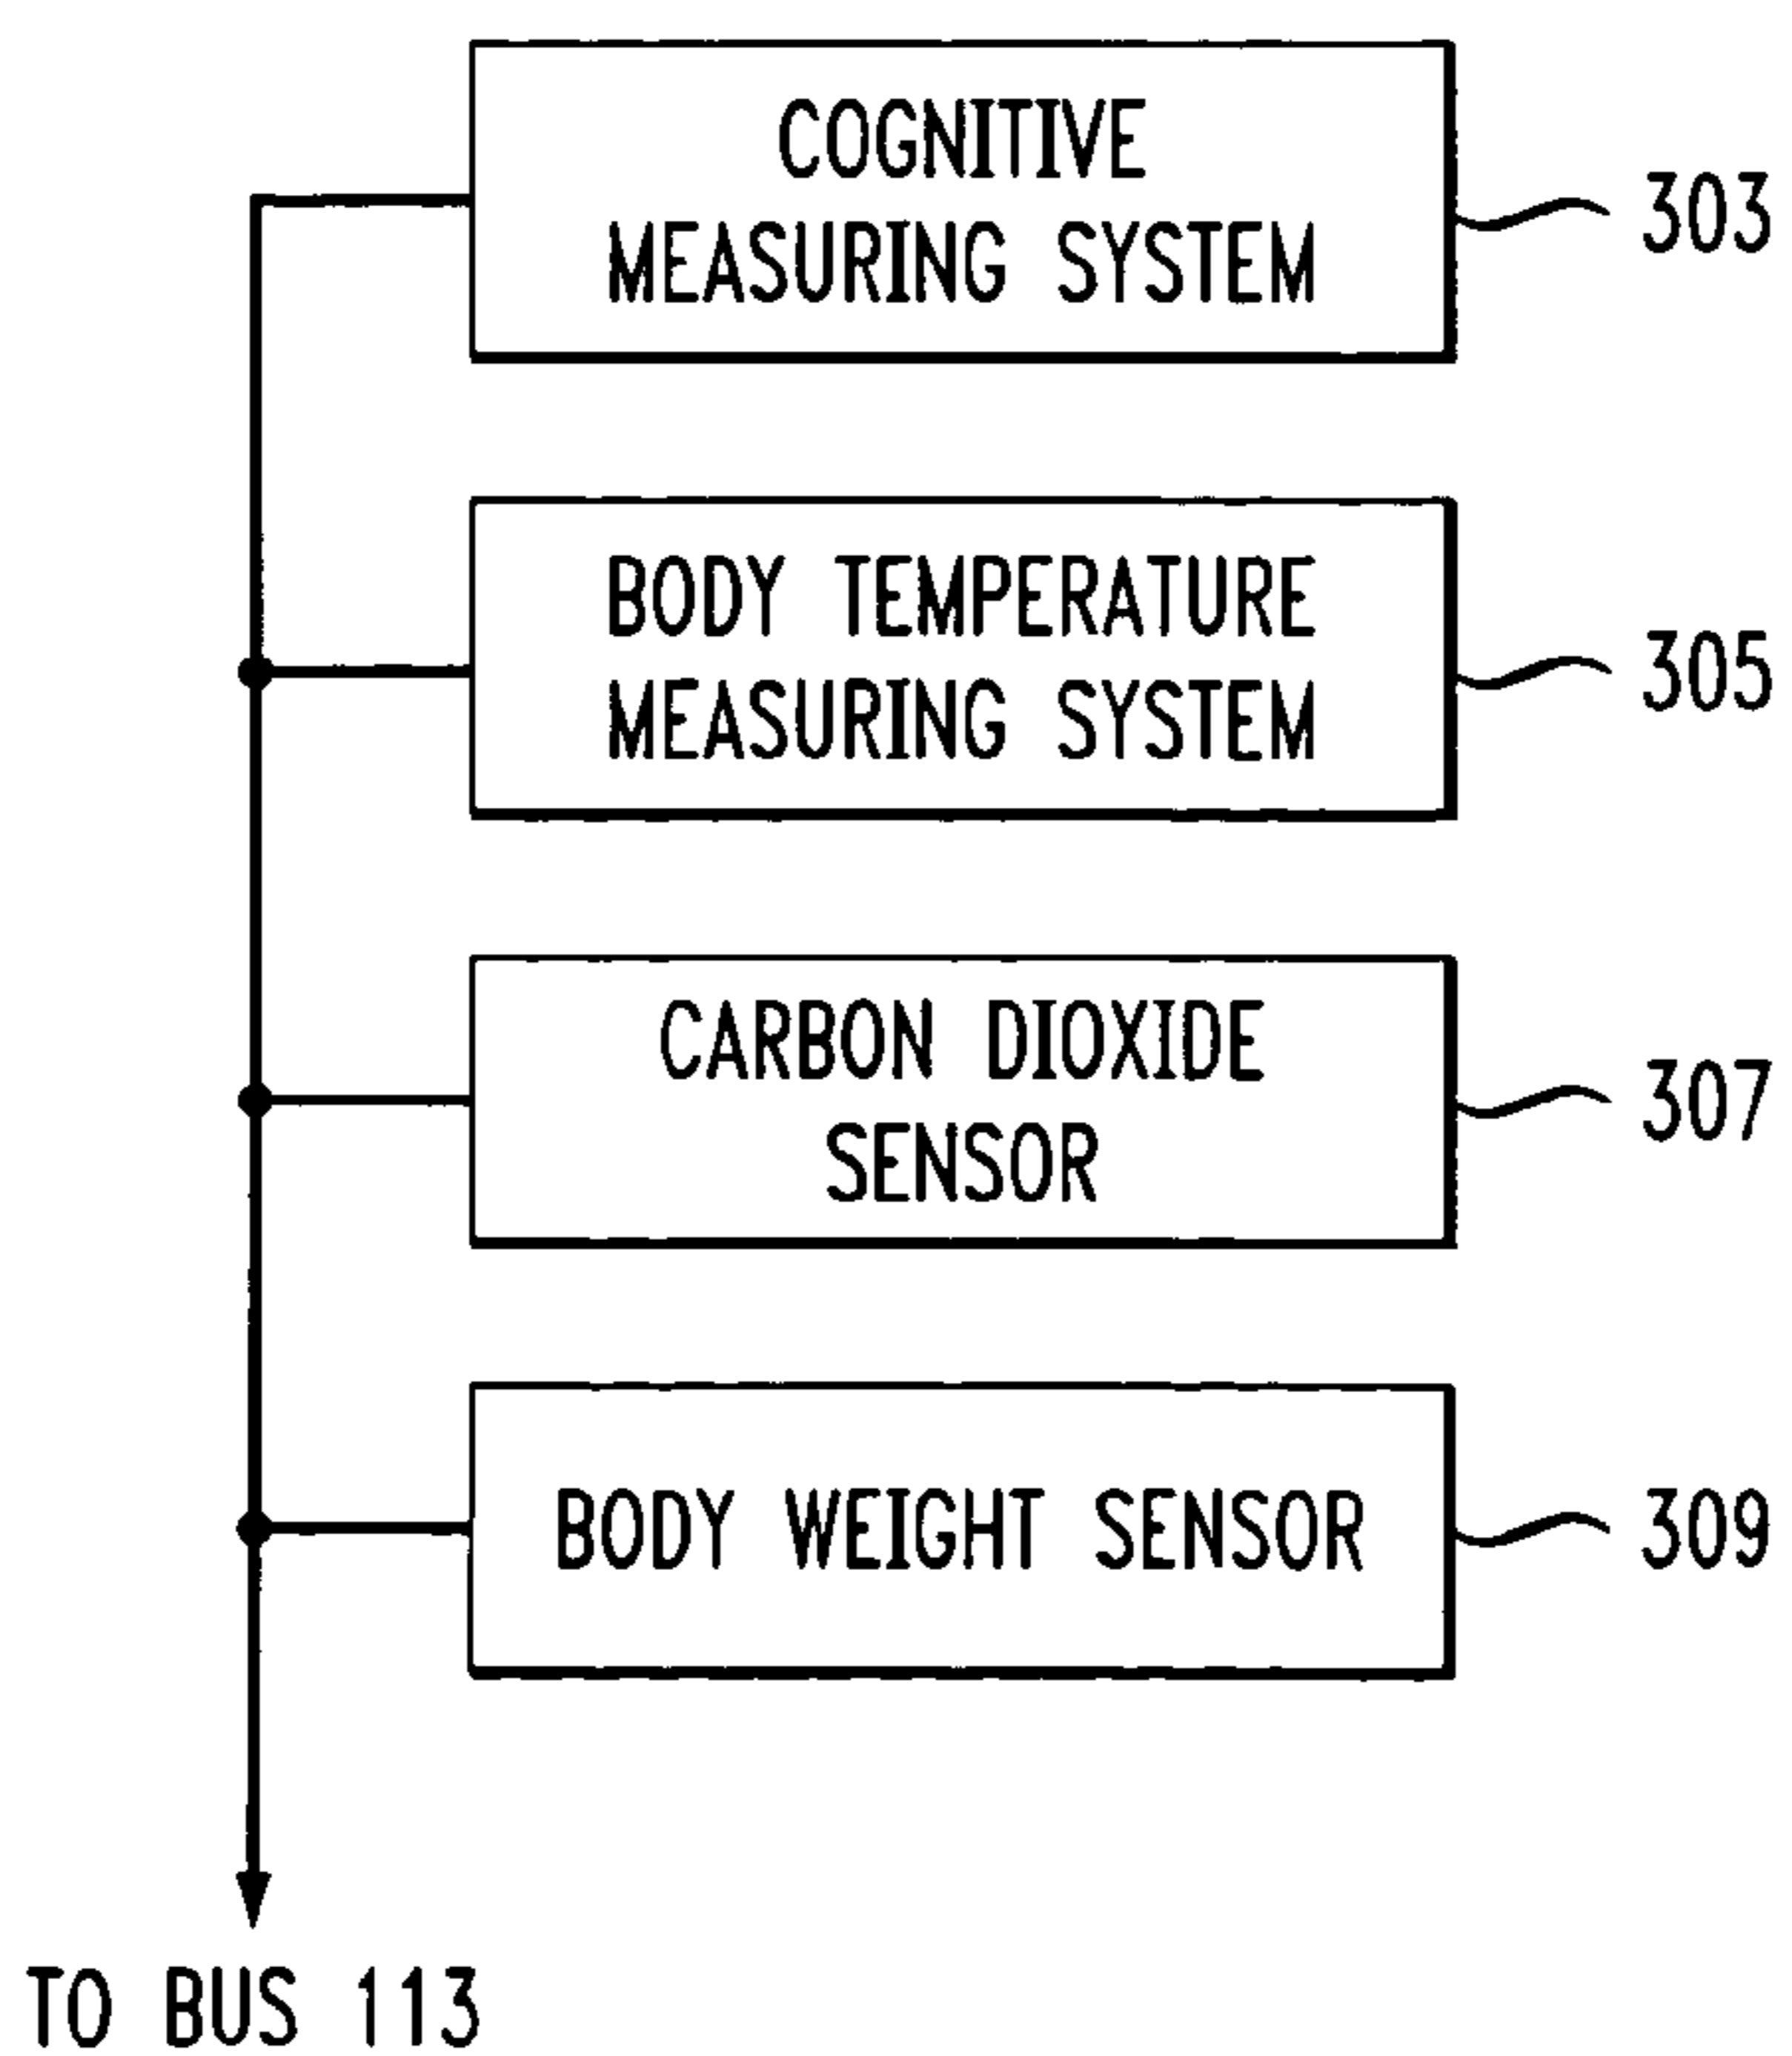 COGNITIVE
MEASURING SYSTEM
303
BODY TEMPERATURE
MEASURING SYSTEM
305
CARBON DIOXIDE
SENSOR
307
BODY WEIGHT SENSOR
309
TO BUS 113